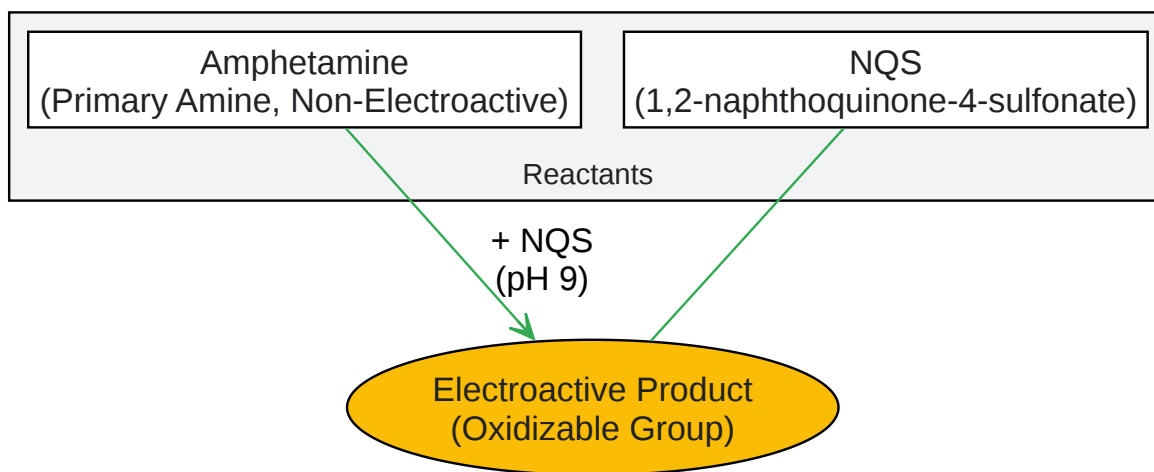 Amphetamine
(Primary Amine, Non-Electroactive)
NQS
(1,2-naphthoquinone-4-sulfonate)
Reactants
+ NQS
(pH 9)
Electroactive Product
(Oxidizable Group)